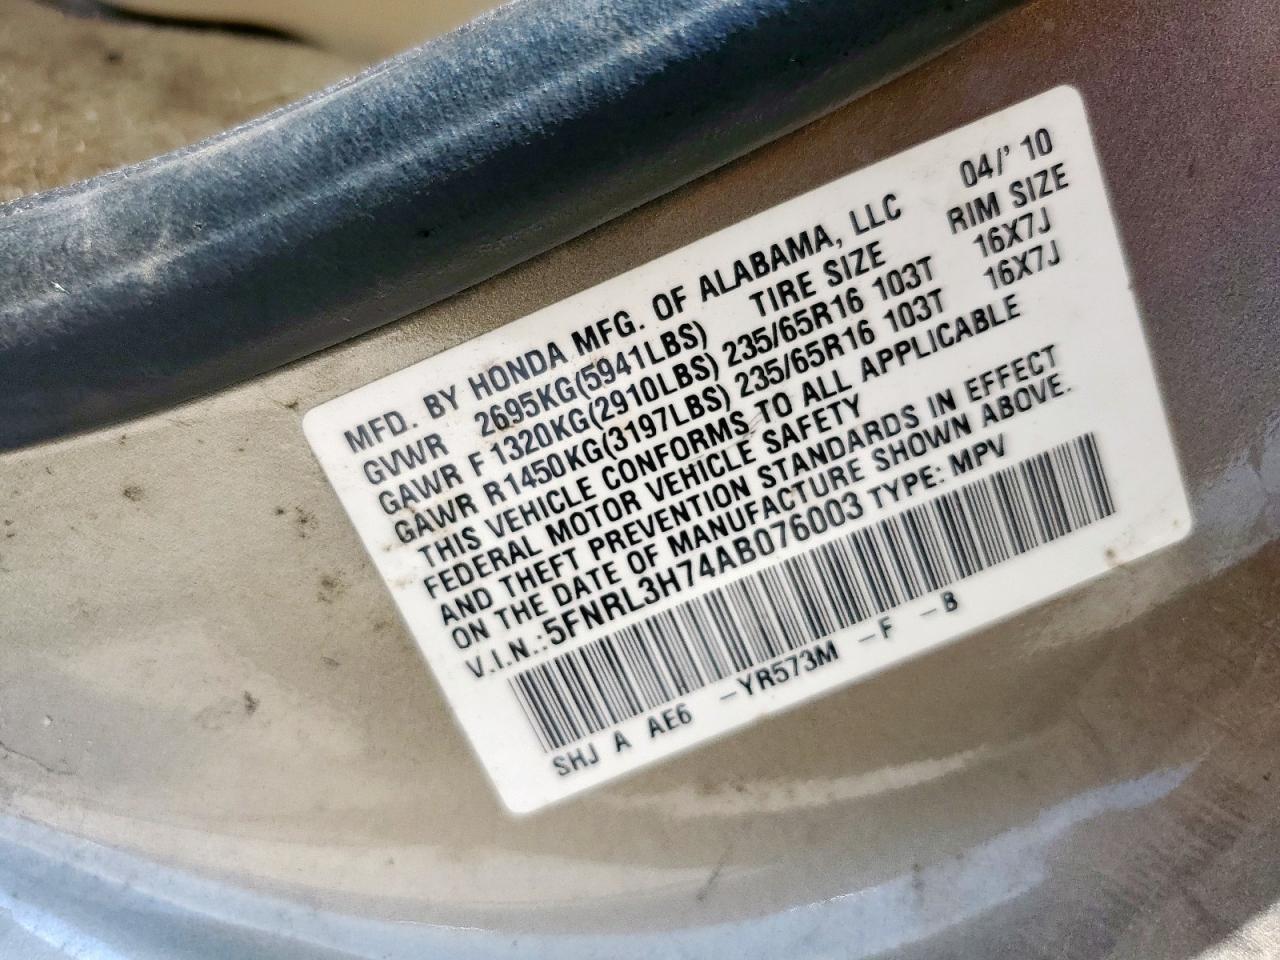 MFD. BY HONDA MFG. OF ALABAMA, LLC 04/' 10
GVWR 2695KG(5941LBS) TIRE SIZE RIM SIZE
GAWR F 1320KG(2910LBS) 235/65R16 103T 16X7J
GAWR R1450KG(3197LBS) 235/65R16 103T 16X7J
THIS VEHICLE CONFORMS TO ALL APPLICABLE
FEDERAL MOTOR VEHICLE SAFETY
AND THEFT PREVENTION STANDARDS IN EFFECT
ON THE DATE OF MANUFACTURE SHOWN ABOVE.
V.I.N.:5FNRL3H74AB076003 TYPE: MPV
SHJ A AE6 -YR573M -F -B